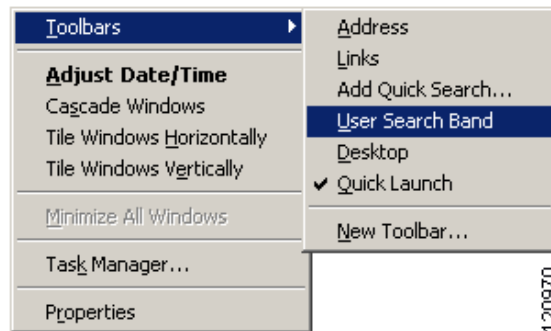 Toolbars
Adjust Date/Time
Cascade Windows
Tile Windows Horizontally
Tile Windows Vertically
Minimize All Windows
Task Manager...
Properties
Address
Links
Add Quick Search...
User Search Band
Desktop
Quick Launch
New Toolbar...
120970